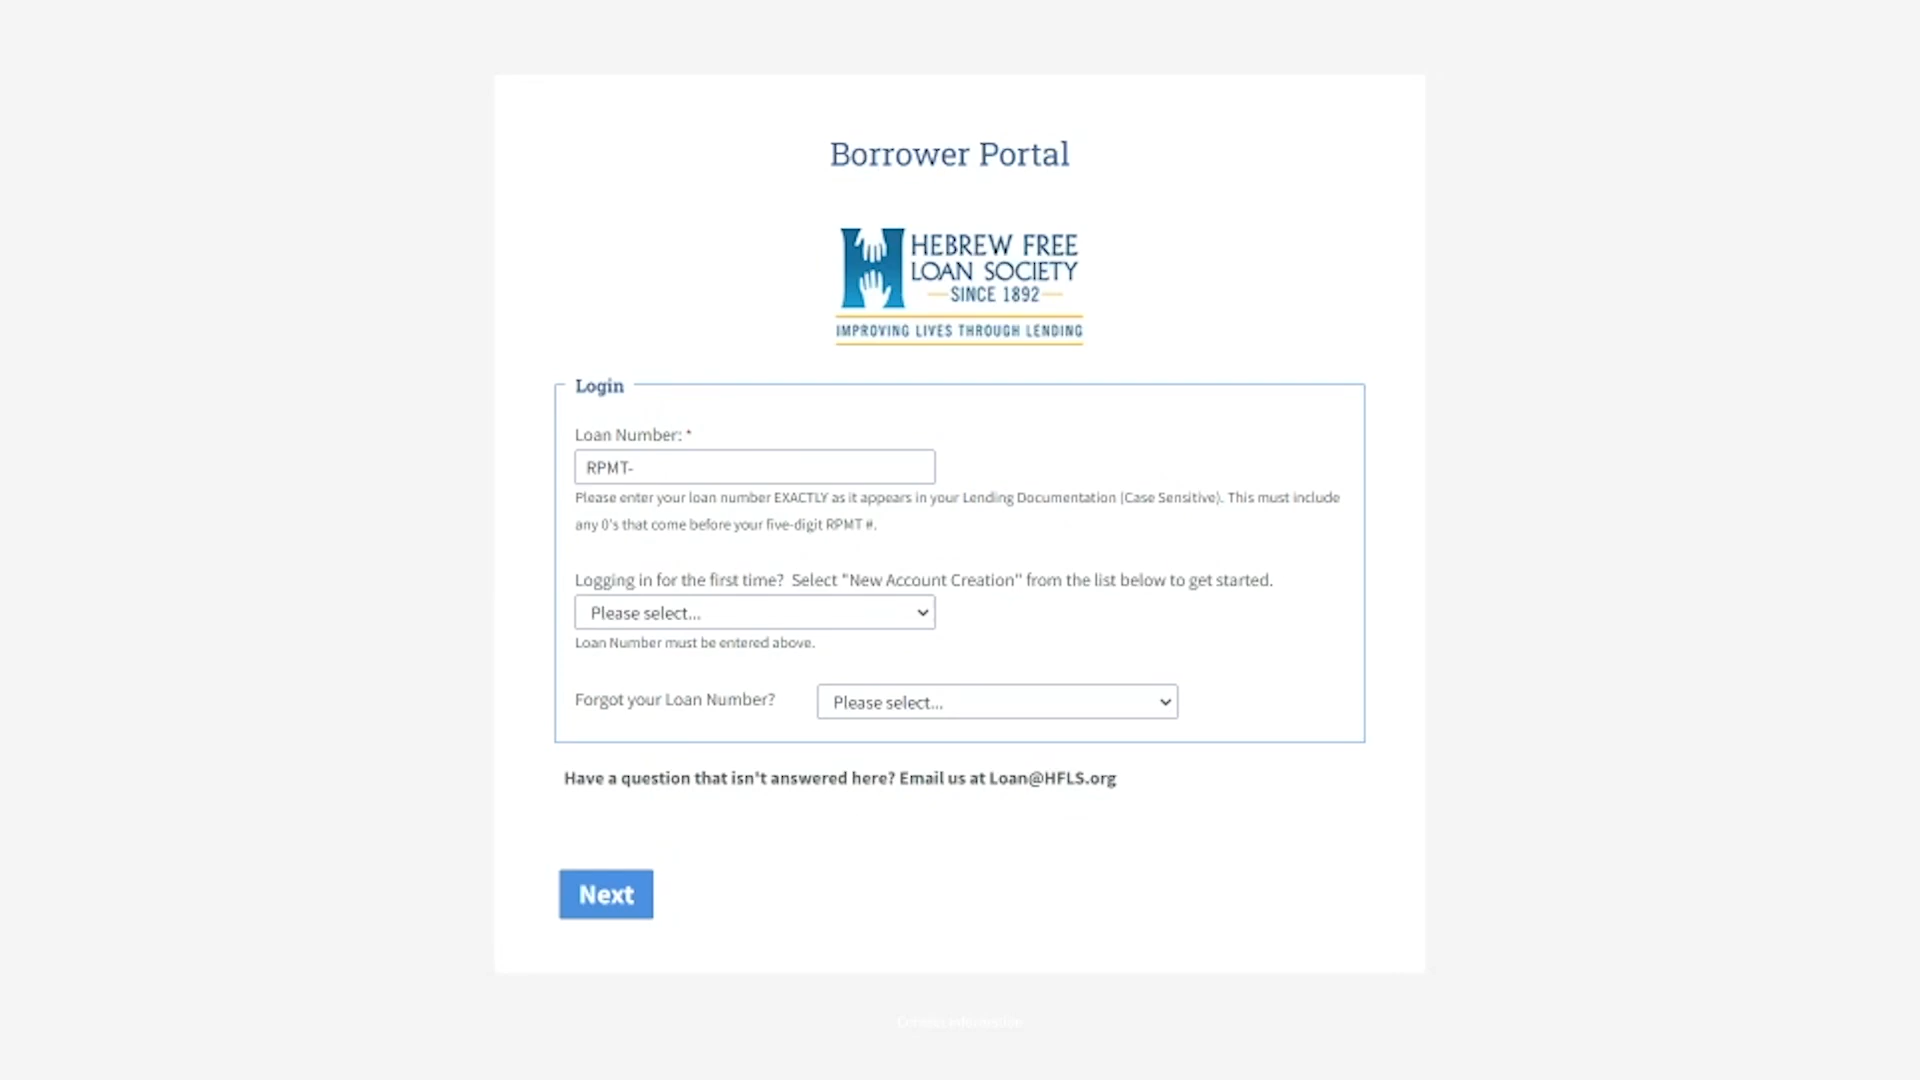 Borrower Portal
HEBREW FREE
LOAN SOCIETY
SINCE 1892
IMPROVING LIVES THROUGH LENDING
Login
Loan Number: *
RPMT-
Please enter your loan number EXACTLY as it appears in your Lending Documentation (Case Sensitive). This must include
any 0's that come before your five-digit RPMT #.
Logging in for the first time? Select "New Account Creation" from the list below to get started.
Please select...
Loan Number must be entered above.
Forgot your Loan Number? Please select...
Have a question that isn't answered here? Email us at Loan@HFLS.org
Next